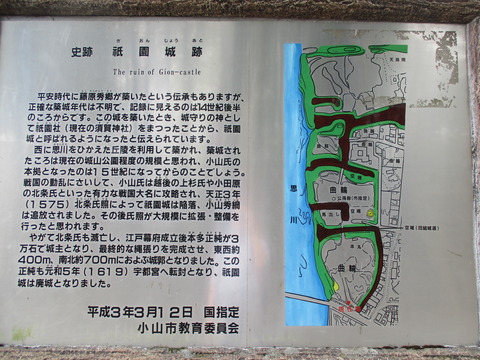 史跡 祇園城跡
ぎ おん じょう あと
The ruin of Gion-castle
平安時代に藤原秀郷が築いたという伝承もありますが、
正確な築城年代は不明で、記録に見えるのは14世紀後半
のころからです。この城を築いたとき、城守りの神とし
て祇園社(現在の須賀神社)をまつったことから、祇園
城と呼ばれるようになったと伝えられています。
西に思川をひかえた丘陵を利用して築かれ、築城され
たころは現在の城山公園程度の規模と思われ、小山氏の
本拠となったのは15世紀になってからのことでしょう。
戦国の動乱にさいして、小山氏は越後の上杉氏や小田原
の北条氏といった有力な戦国大名に攻略され、天正3年
(1575)北条氏照によって祇園城は陥落、小山秀綱
は追放されました。その後氏照が大規模に拡張・整備を
行ったと思われます。
やがて北条氏も滅亡し、江戸幕府成立後本多正純が3
万石で城主となり、最終的な縄張りを完成させ、東西約
400m、南北約700mにおよぶ城郭となりました。この
正純も元和5年(1619)宇都宮へ転封となり、祇園
城は廃城となりました。
平成3年3月12日 国指定
小山市教育委員会
天翁院
空堀
曲輪
思川
曲輪